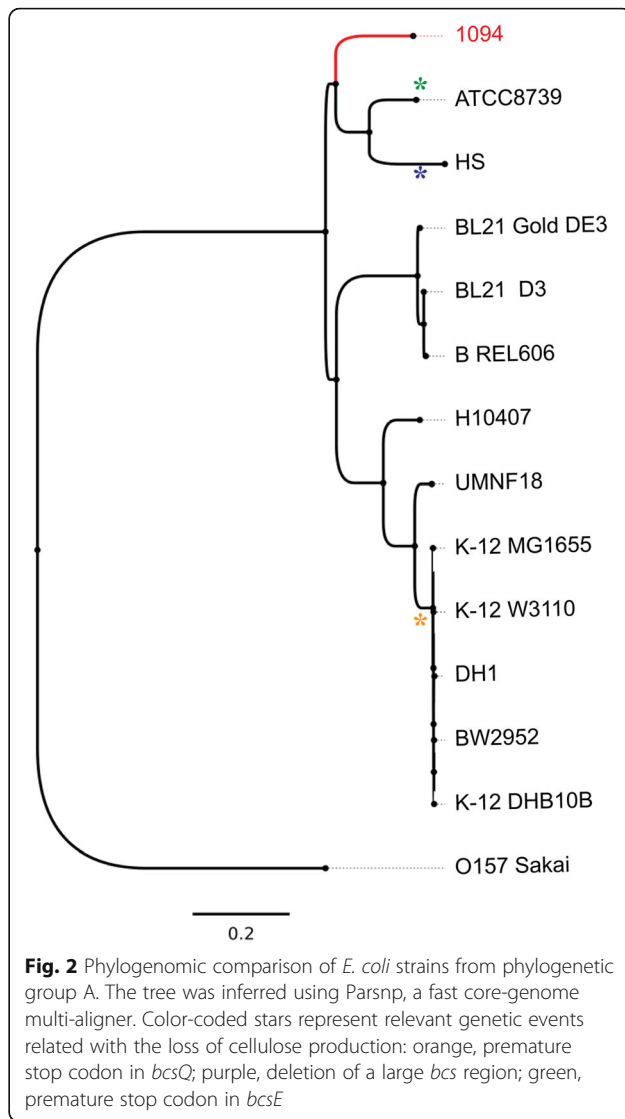 1094
ATCC8739
HS
BL21 Gold DE3
BL21 D3
B REL606
H10407
UMNF18
K-12 MG1655
K-12 W3110
DH1
BW2952
K-12 DHB10B
O157 Sakai
0.2
Fig. 2 Phylogenomic comparison of E. coli strains from phylogenetic
group A. The tree was inferred using Parsnp, a fast core-genome
multi-aligner. Color-coded stars represent relevant genetic events
related with the loss of cellulose production: orange, premature
stop codon in bcsQ; purple, deletion of a large bcs region; green,
premature stop codon in bcsE